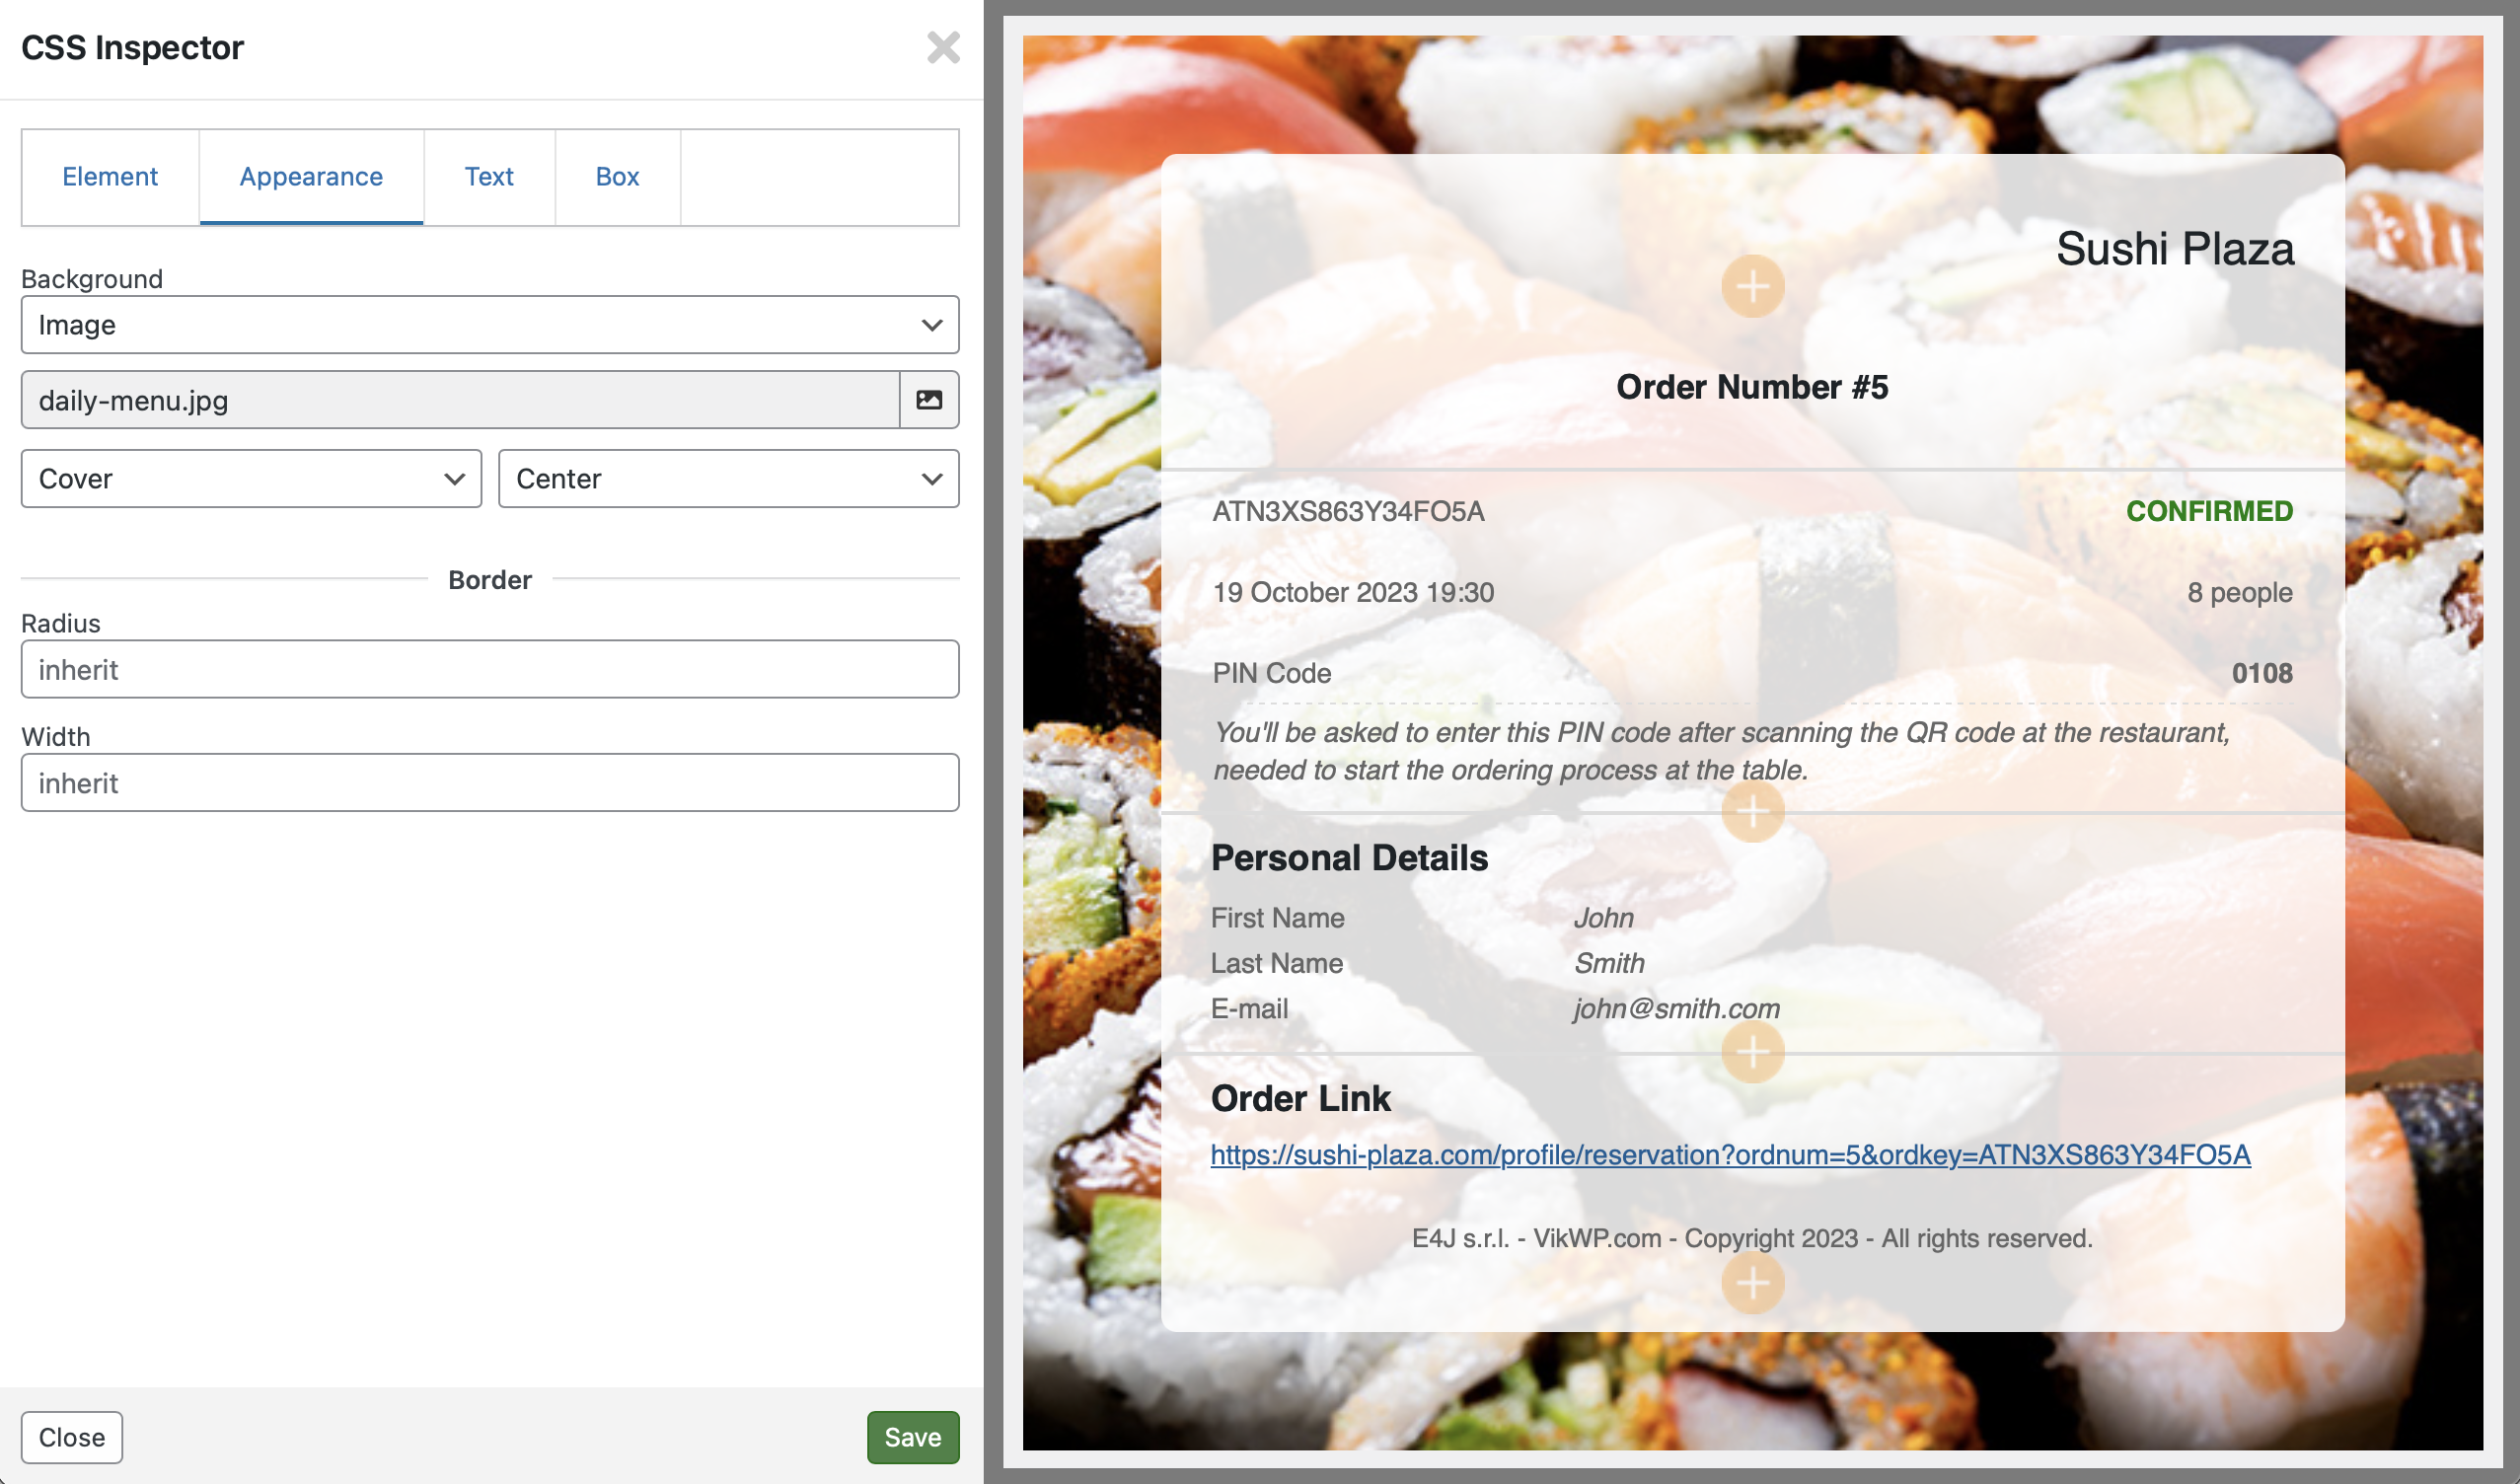 CSS Inspector
Element
Appearance
Text
Box
Background
Image
daily-menu.jpg
Cover
Center
Border
Radius
inherit
Width
inherit
Close
Save
Sushi Plaza
Order Number #5
ATN3XS863Y34FO5A
CONFIRMED
19 October 2023 19:30
8 people
PIN Code
0108
You'll be asked to enter this PIN code after scanning the QR code at the restaurant,
needed to start the ordering process at the table.
Personal Details
First Name
John
Last Name
Smith
E-mail
john@smith.com
Order Link
https://sushi-plaza.com/profile/reservation?ordnum=5&ordkey=ATN3XS863Y34FO5A
E4J s.r.l. - VikWP.com - Copyright 2023 - All rights reserved.